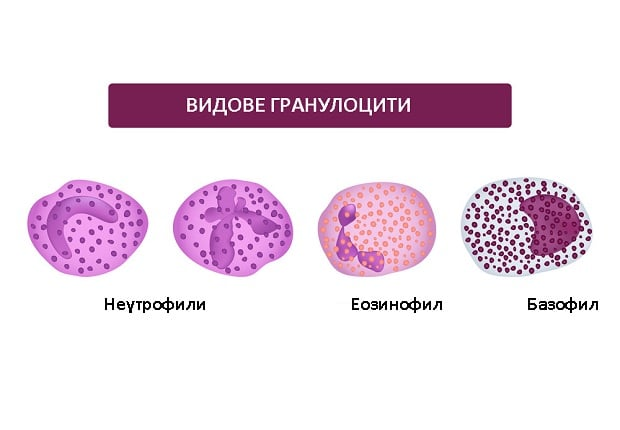 ВИДОВЕ ГРАНУЛОЦИТИ
Неутрофили
Еозинофил
Базофил